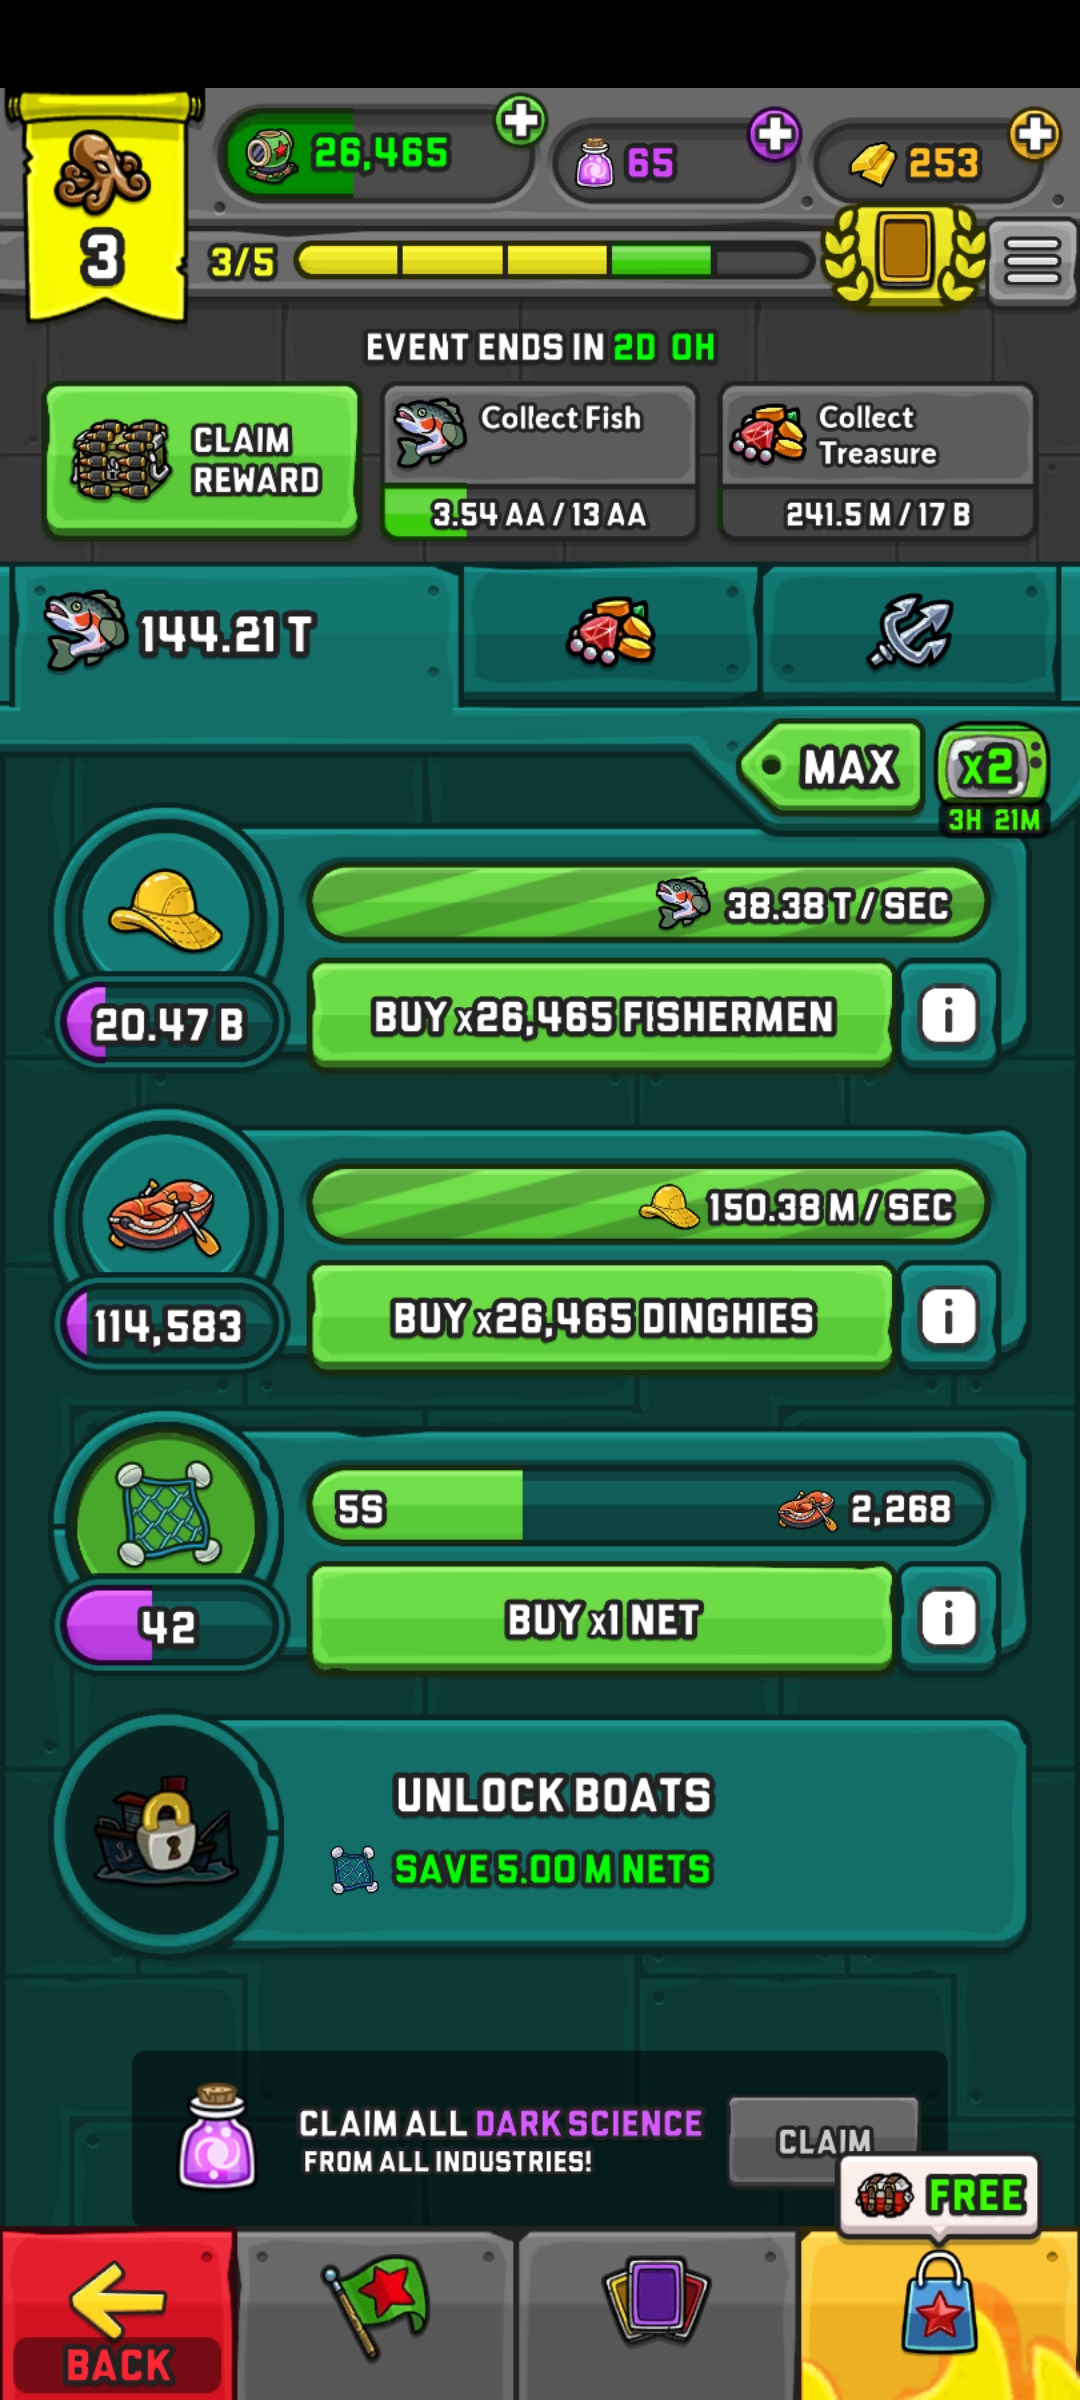 26,465
65
253
3
3/5
EVENT ENDS IN 2D 0H
CLAIM
REWARD
Collect Fish
3.54 AA / 13 AA
Collect
Treasure
241.5 M / 17 B
144.21 T
MAX
x2
3H 21M
38.38 T / SEC
20.47 B
BUY x26,465 FISHERMEN
i
150.38 M / SEC
114,583
BUY x26,465 DINGHIES
i
5S
2,268
42
BUY x1 NET
i
UNLOCK BOATS
SAVE 5.00 M NETS
CLAIM ALL DARK SCIENCE
FROM ALL INDUSTRIES!
CLAIM
FREE
BACK